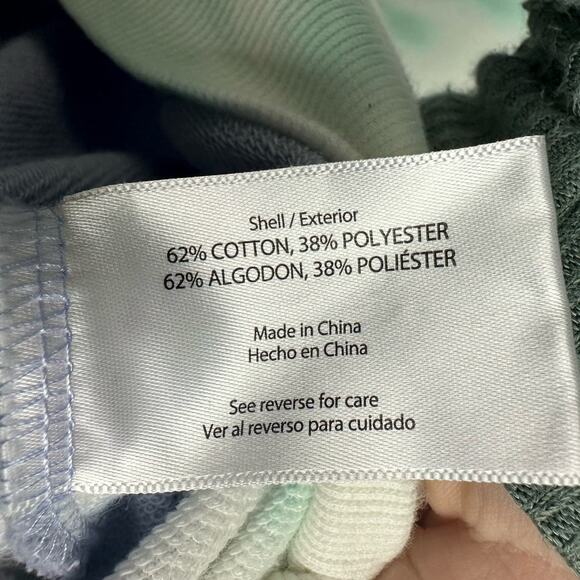 Shell / Exterior
62% COTTON, 38% POLYESTER
62% ALGODON, 38% POLIÉSTER
Made in China
Hecho en China
See reverse for care
Ver al reverso para cuidado